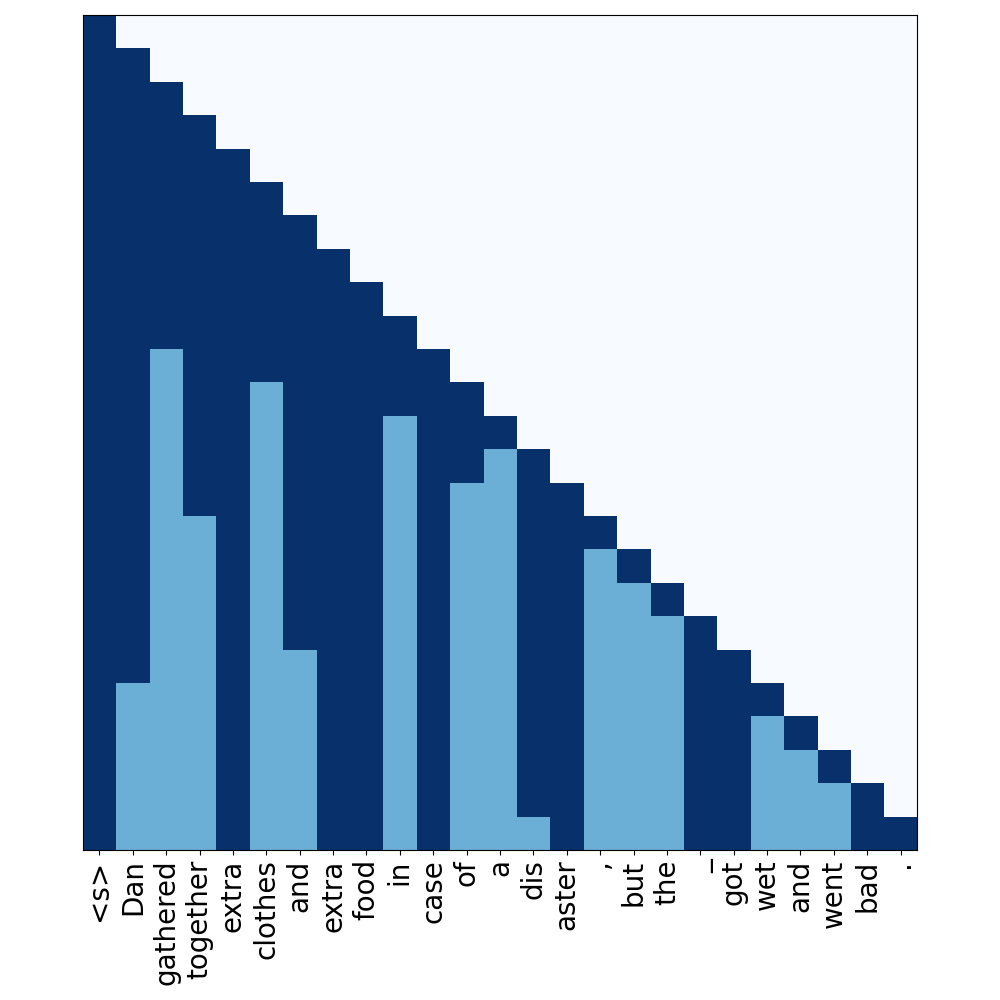 <s>
Dan
gathered
together
extra
clothes
and
extra
food
in
case
of
a
dis
aster
,
but
the
_
got
wet
and
went
bad
.